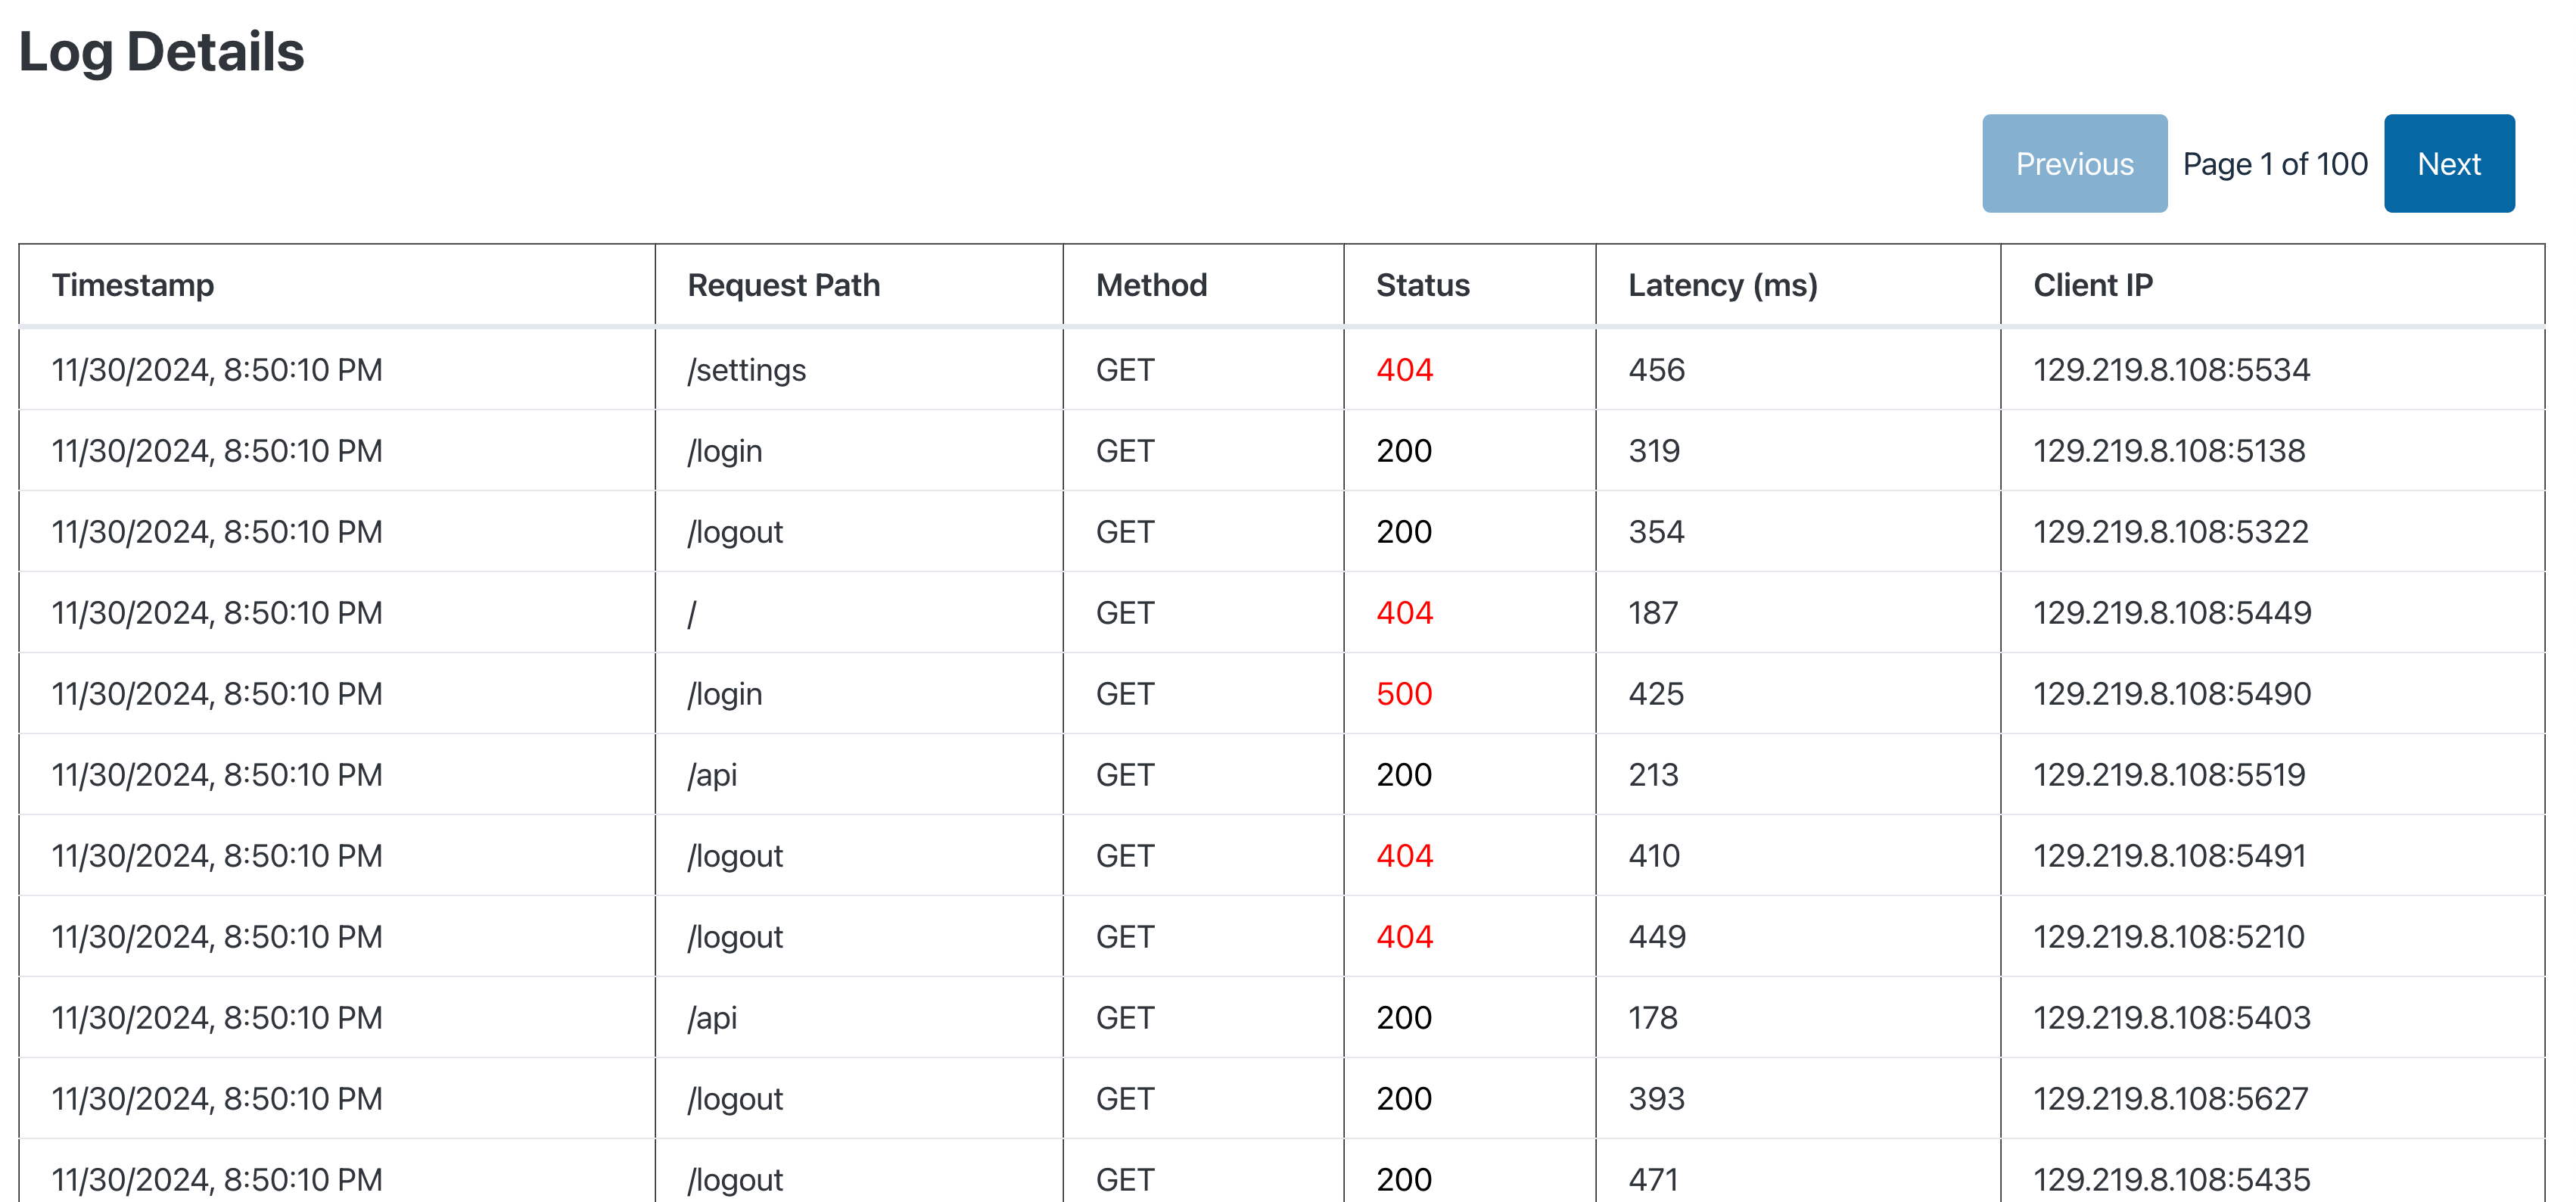 Log Details
Previous Page 1 of 100 Next
Timestamp Request Path Method Status Latency (ms) Client IP
11/30/2024, 8:50:10 PM /settings GET 404 456 129.219.8.108:5534
11/30/2024, 8:50:10 PM /login GET 200 319 129.219.8.108:5138
11/30/2024, 8:50:10 PM /logout GET 200 354 129.219.8.108:5322
11/30/2024, 8:50:10 PM / GET 404 187 129.219.8.108:5449
11/30/2024, 8:50:10 PM /login GET 500 425 129.219.8.108:5490
11/30/2024, 8:50:10 PM /api GET 200 213 129.219.8.108:5519
11/30/2024, 8:50:10 PM /logout GET 404 410 129.219.8.108:5491
11/30/2024, 8:50:10 PM /logout GET 404 449 129.219.8.108:5210
11/30/2024, 8:50:10 PM /api GET 200 178 129.219.8.108:5403
11/30/2024, 8:50:10 PM /logout GET 200 393 129.219.8.108:5627
11/30/2024, 8:50:10 PM /logout GET 200 471 129.219.8.108:5435